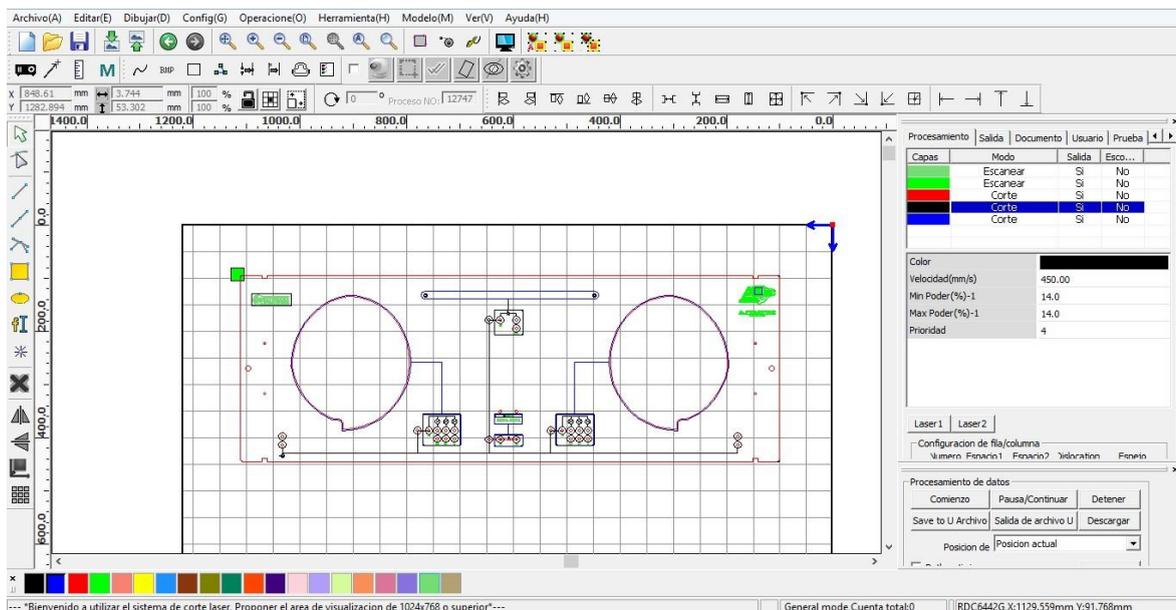 Archivo(A) Editar(E) Dibujar(D) Config(G) Operacione(O) Herramienta(H) Modelo(M) Ver(V) Ayuda(H)
BMP
X 848.61 mm 3.744 mm 100 %
Y 1282.894 mm 53.302 mm 100 %
0 ° Proceso NO: 12747
1400.0 1200.0 1000.0 800.0 600.0 400.0 200.0 0.0
0.0
200.0
400.0
600.0
Procesamiento Salida Documento Usuario Prueba
Capas Modo Salida Esco...
Escanear Si No
Escanear Si No
Corte Si No
Corte Si No
Corte Si No
Color
Velocidad(mm/s) 450.00
Min Poder(%)-1 14.0
Max Poder(%)-1 14.0
Prioridad 4
Laser1 Laser2
Configuracion de fila/columna
Numero Espacio1 Espacio2 Dislocation Espejo
Procesamiento de datos
Comienzo Pausa/Continuar Detener
Save to U Archivo Salida de archivo U Descargar
Posicion de Posicion actual
--- *Bienvenido a utilizar el sistema de corte laser, Proponer el area de visualizacion de 1024x768 o superior*---
General mode Cuenta total:0
RDC6442G X:1129.559mm Y:91.768mm